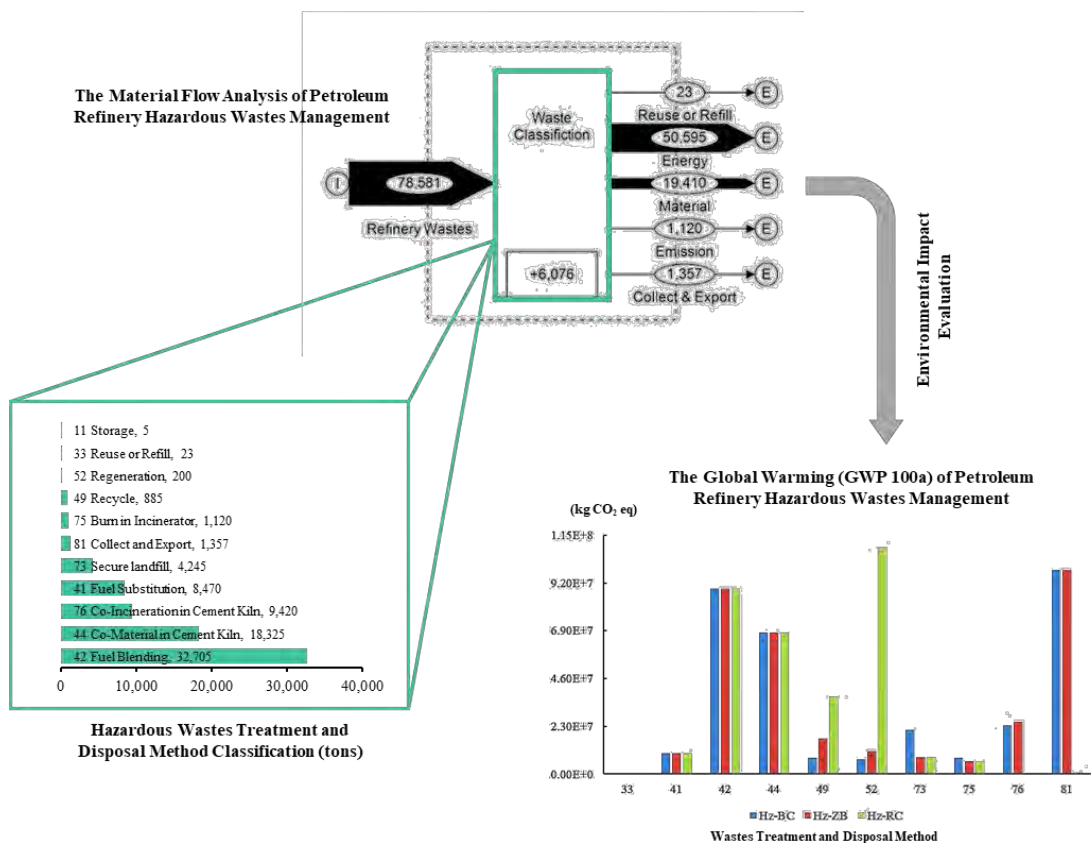 The Material Flow Analysis of Petroleum
Refinery Hazardous Wastes Management
I
78,581
Refinery Wastes
Waste
Classifiction
+6,076
23
E
Reuse or Refill
50,595
E
Energy
19,410
E
Material
1,120
E
Emission
1,357
E
Collect & Export
Environmental Impact
Evaluation
11 Storage, 5
33 Reuse or Refill, 23
52 Regeneration, 200
49 Recycle, 885
75 Burn in Incinerator, 1,120
81 Collect and Export, 1,357
73 Secure landfill, 4,245
41 Fuel Substitution, 8,470
76 Co-Incineration in Cement Kiln, 9,420
44 Co-Material in Cement Kiln, 18,325
42 Fuel Blending, 32,705
0 10,000 20,000 30,000 40,000
Hazardous Wastes Treatment and
Disposal Method Classification (tons)
The Global Warming (GWP 100a) of Petroleum
Refinery Hazardous Wastes Management
(kg CO₂ eq)
1.15E+8
9.20E+7
6.90E+7
4.60E+7
2.30E+7
0.00E+0
33 41 42 44 49 52 73 75 76 81
Hz-BC Hz-ZB Hz-RC
Wastes Treatment and Disposal Method